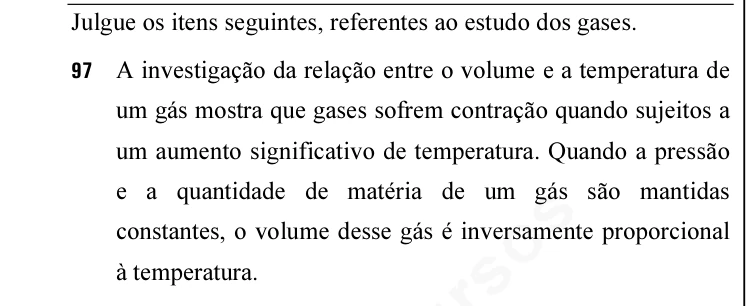 Julgue os itens seguintes, referentes ao estudo dos gases.
97 A investigação da relação entre o volume e a temperatura de
um gás mostra que gases sofrem contração quando sujeitos a
um aumento significativo de temperatura. Quando a pressão
e a quantidade de matéria de um gás são mantidas
constantes, o volume desse gás é inversamente proporcional
à temperatura.